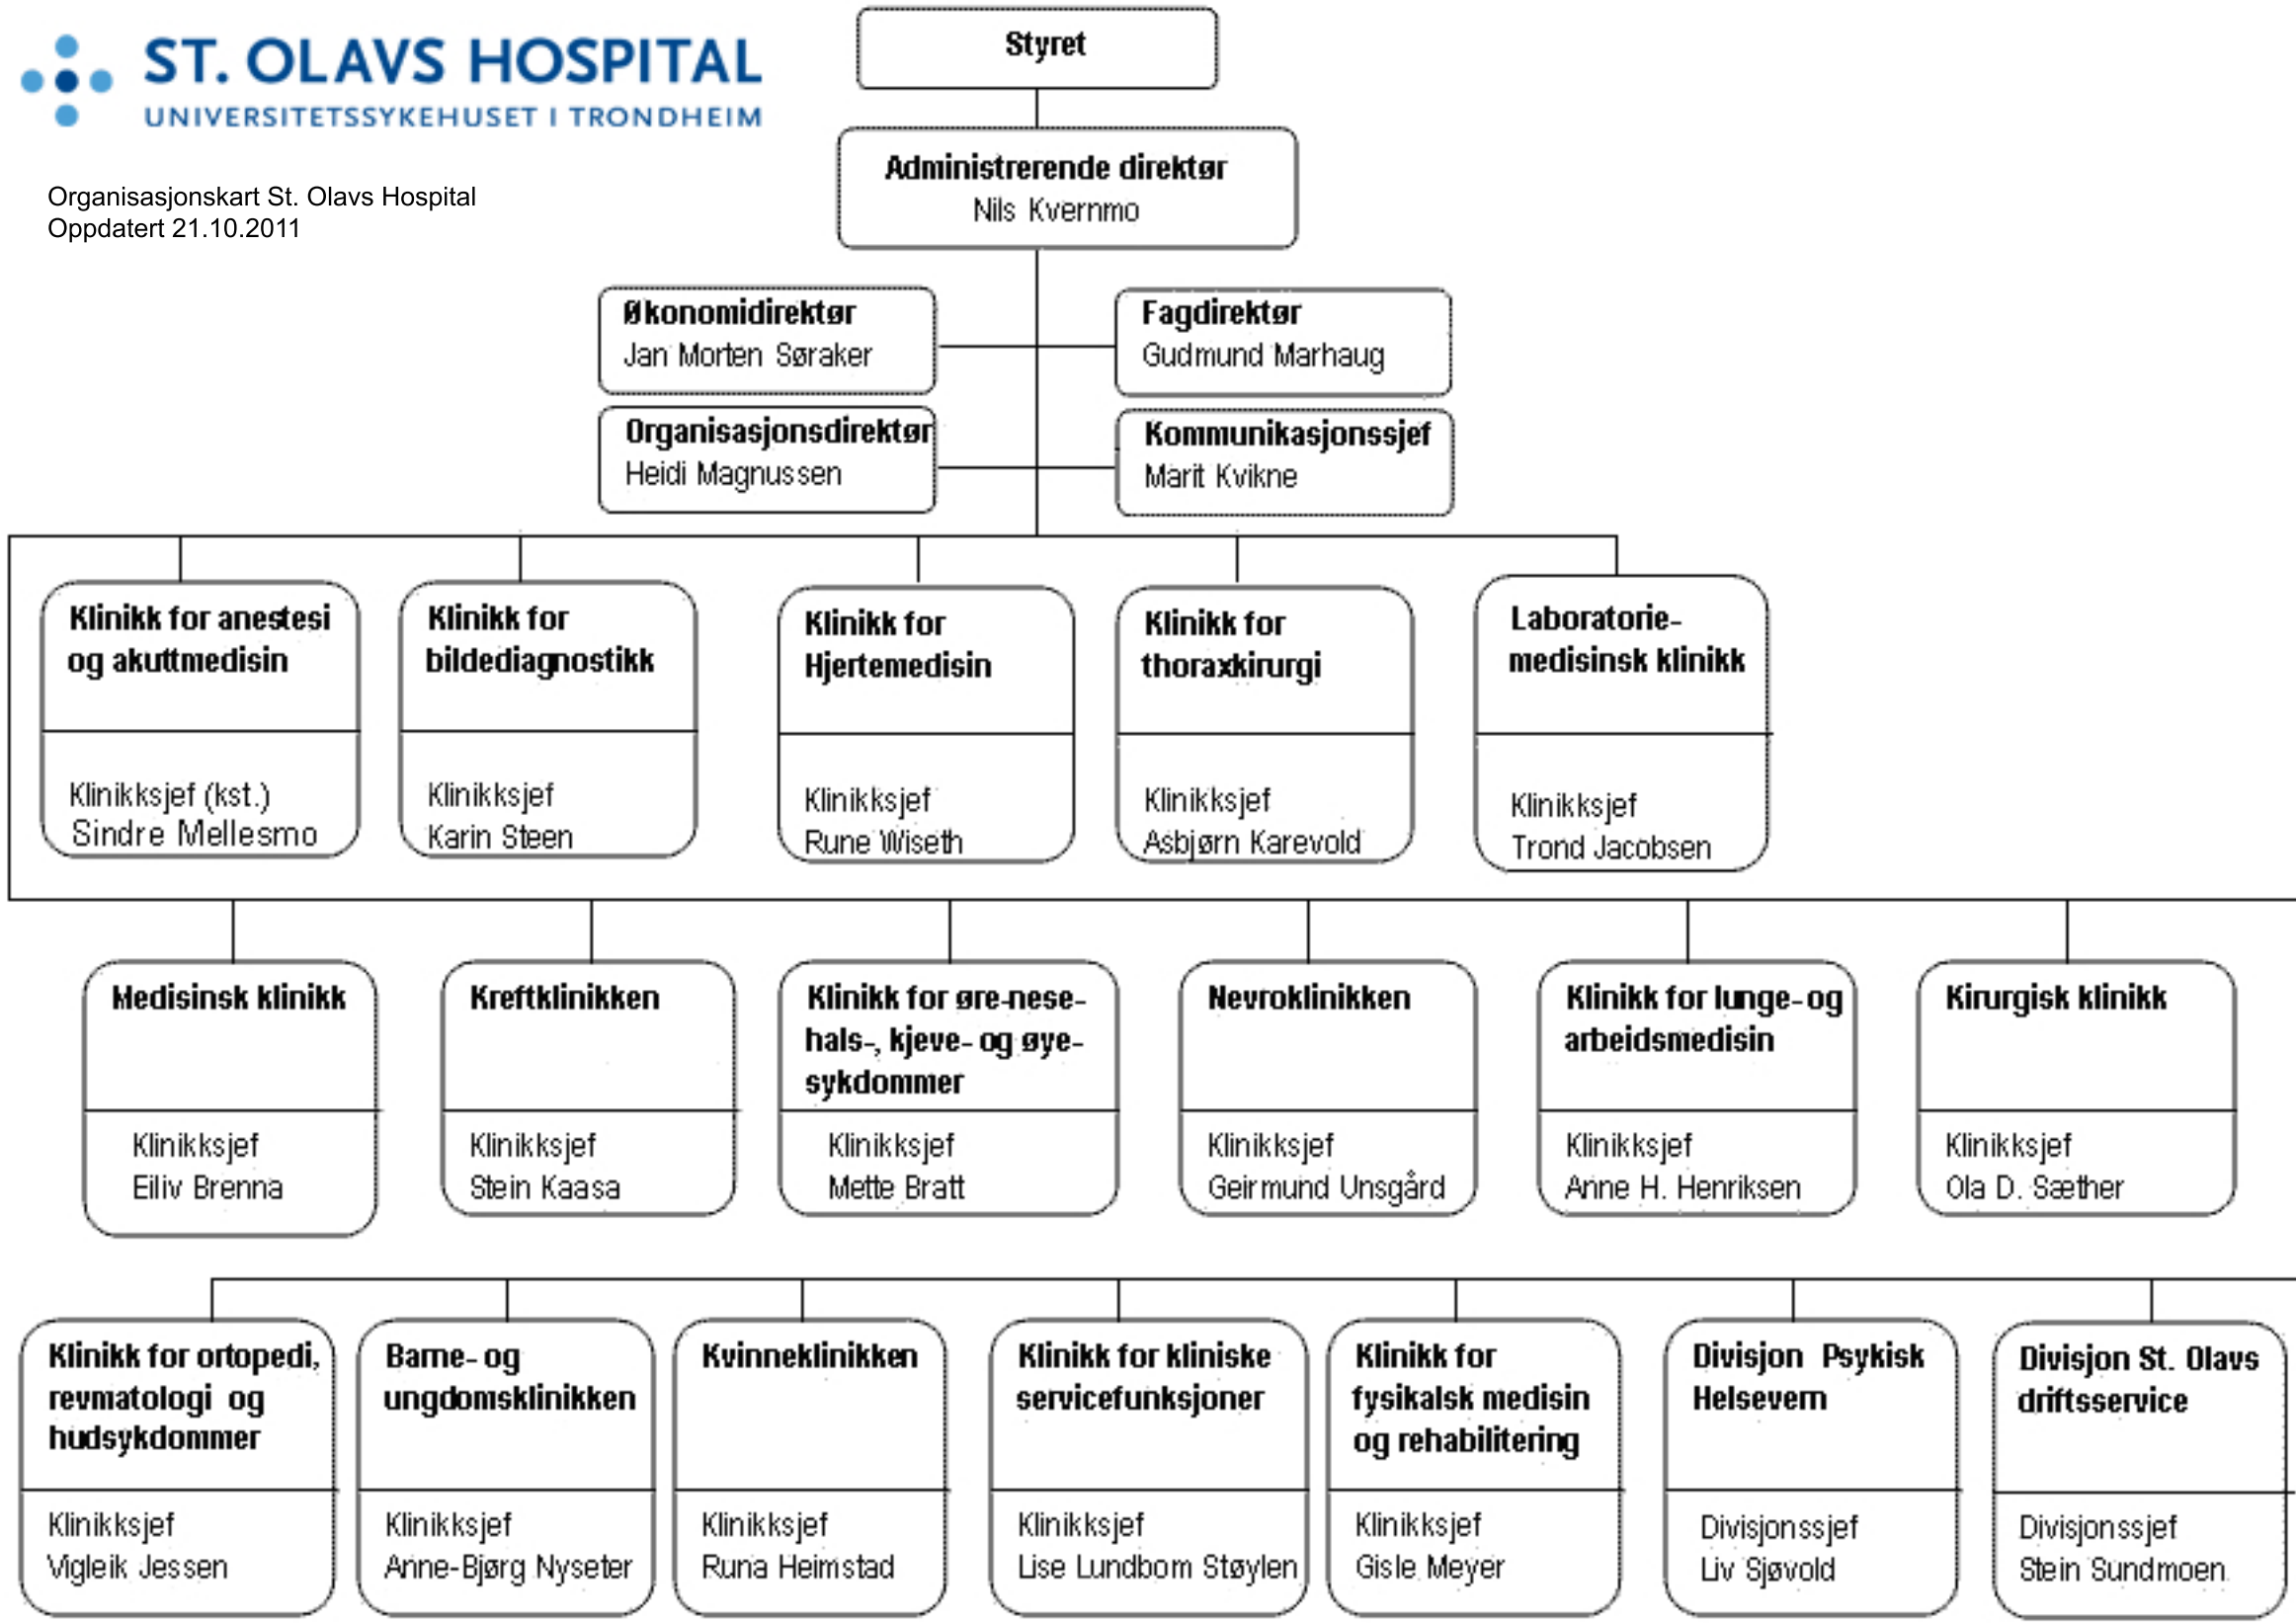 ST. OLAVS HOSPITAL
UNIVERSITETSSYKEHUSET I TRONDHEIM
Organisasjonskart St. Olavs Hospital
Oppdatert 21.10.2011
Styret
Administrerende direktør
Nils Kvernmo
Økonomidirektør
Jan Morten Søraker
Fagdirektør
Gudmund Marhaug
Organisasjonsdirektør
Heidi Magnussen
Kommunikasjonssjef
Marit Kvikne
Klinikk for anestesi
og akuttmedisin
Klinikksjef (kst.)
Sindre Mellesmo
Klinikk for
bildediagnostikk
Klinikksjef
Karin Steen
Klinikk for
Hjertemedisin
Klinikksjef
Rune Wiseth
Klinikk for
thoraxkirurgi
Klinikksjef
Asbjørn Karevold
Laboratorie-
medisinsk klinikk
Klinikksjef
Trond Jacobsen
Medisinsk klinikk
Klinikksjef
Eiliv Brenna
Kreftklinikken
Klinikksjef
Stein Kaasa
Klinikk for øre-nese-
hals-, kjeve- og øye-
sykdommer
Klinikksjef
Mette Bratt
Nevroklinikken
Klinikksjef
Geirmund Unsgård
Klinikk for lunge- og
arbeidsmedisin
Klinikksjef
Anne H. Henriksen
Kirurgisk klinikk
Klinikksjef
Ola D. Sæther
Klinikk for ortopedi,
revmatologi og
hudsykdommer
Klinikksjef
Vigleik Jessen
Barne- og
ungdomsklinikken
Klinikksjef
Anne-Bjørg Nyseter
Kvinneklinikken
Klinikksjef
Runa Heimstad
Klinikk for kliniske
servicefunksjoner
Klinikksjef
Lise Lundbom Støylen
Klinikk for
fysikalsk medisin
og rehabilitering
Klinikksjef
Gisle Meyer
Divisjon Psykisk
Helsevern
Divisjonssjef
Liv Sjøvold
Divisjon St. Olavs
driftsservice
Divisjonssjef
Stein Sundmoen